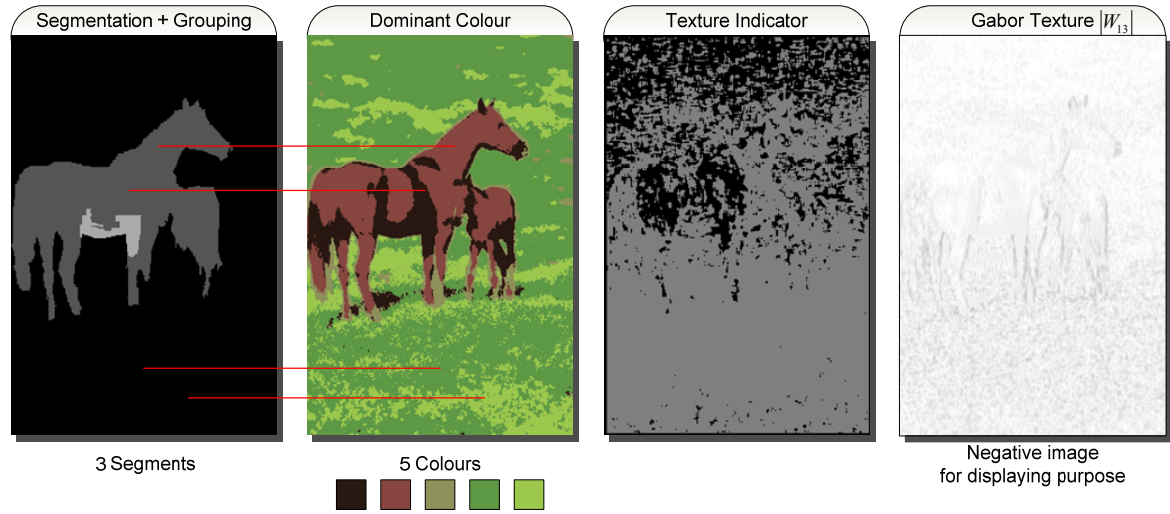 Segmentation + Grouping
Dominant Colour
Texture Indicator
Gabor Texture |W₁₃|
3 Segments
5 Colours
Negative image
for displaying purpose